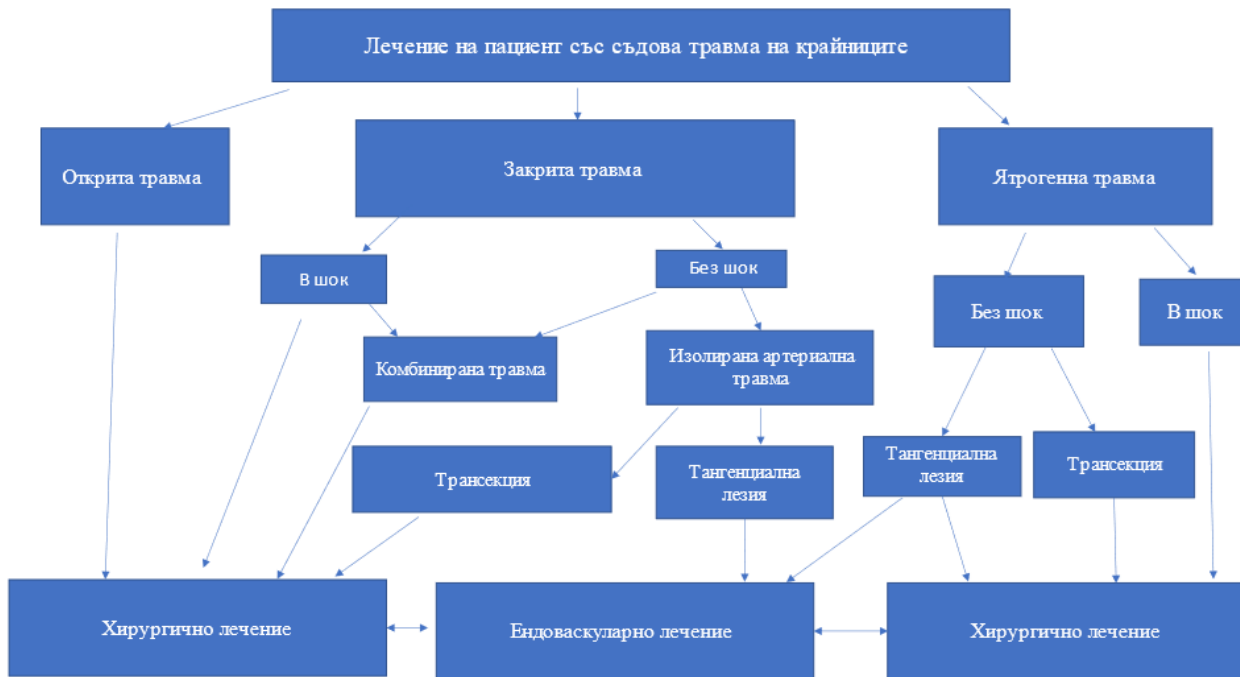 Лечение на пациент със съдова травма на крайниците
Открита травма
Закрита травма
Ятрогенна травма
В шок
Без шок
Без шок
В шок
Комбинирана травма
Изолирана артериална
травма
Трансекция
Тангенциална
лезия
Тангенциална
лезия
Трансекция
Хирургично лечение
Ендоваскуларно лечение
Хирургично лечение